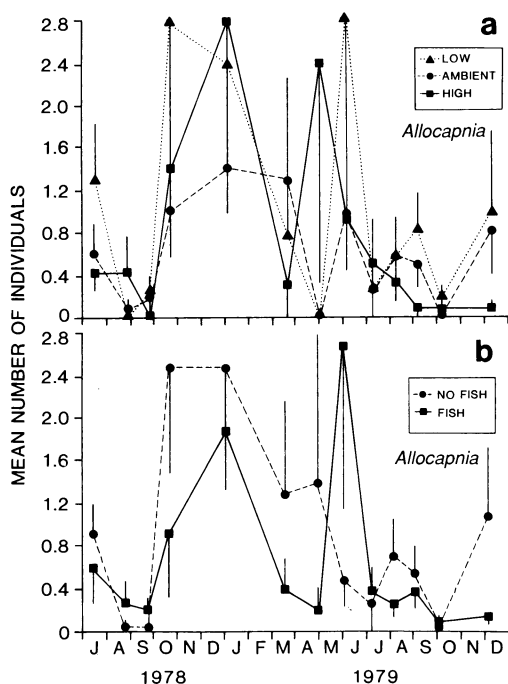 MEAN NUMBER OF INDIVIDUALS
a
2.8
2.4
2.0
1.6
1.2
0.8
0.4
0
LOW
AMBIENT
HIGH
Allocapnia
b
2.8
2.4
2.0
1.6
1.2
0.8
0.4
0
NO FISH
FISH
Allocapnia
J A S O N D J F M A M J J A S O N D
1978 1979